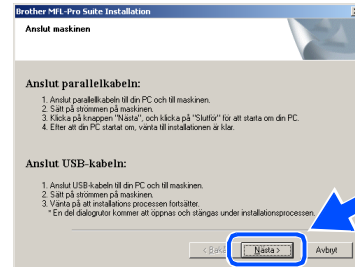 Brother MFL-Pro Suite Installation
Anslut maskinen
Anslut parallelkabeln:
1. Anslut parallellkabeln till din PC och till maskinen.
2. Sätt på strömmen på maskinen.
3. Klicka på knappen "Nästa", och klicka på "Slutför" för att starta om din PC.
4. Efter att din PC startat om, vänta till installationen är klar.
Anslut USB-kabeln:
1. Anslut USB-kabeln till din PC och till maskinen.
2. Sätt på strömmen på maskinen.
3. Vänta på att installations processen fortsätter.
* En del dialogrutor kommer att öppnas och stängas under installationsprocessen.
Nästa > Avbryt